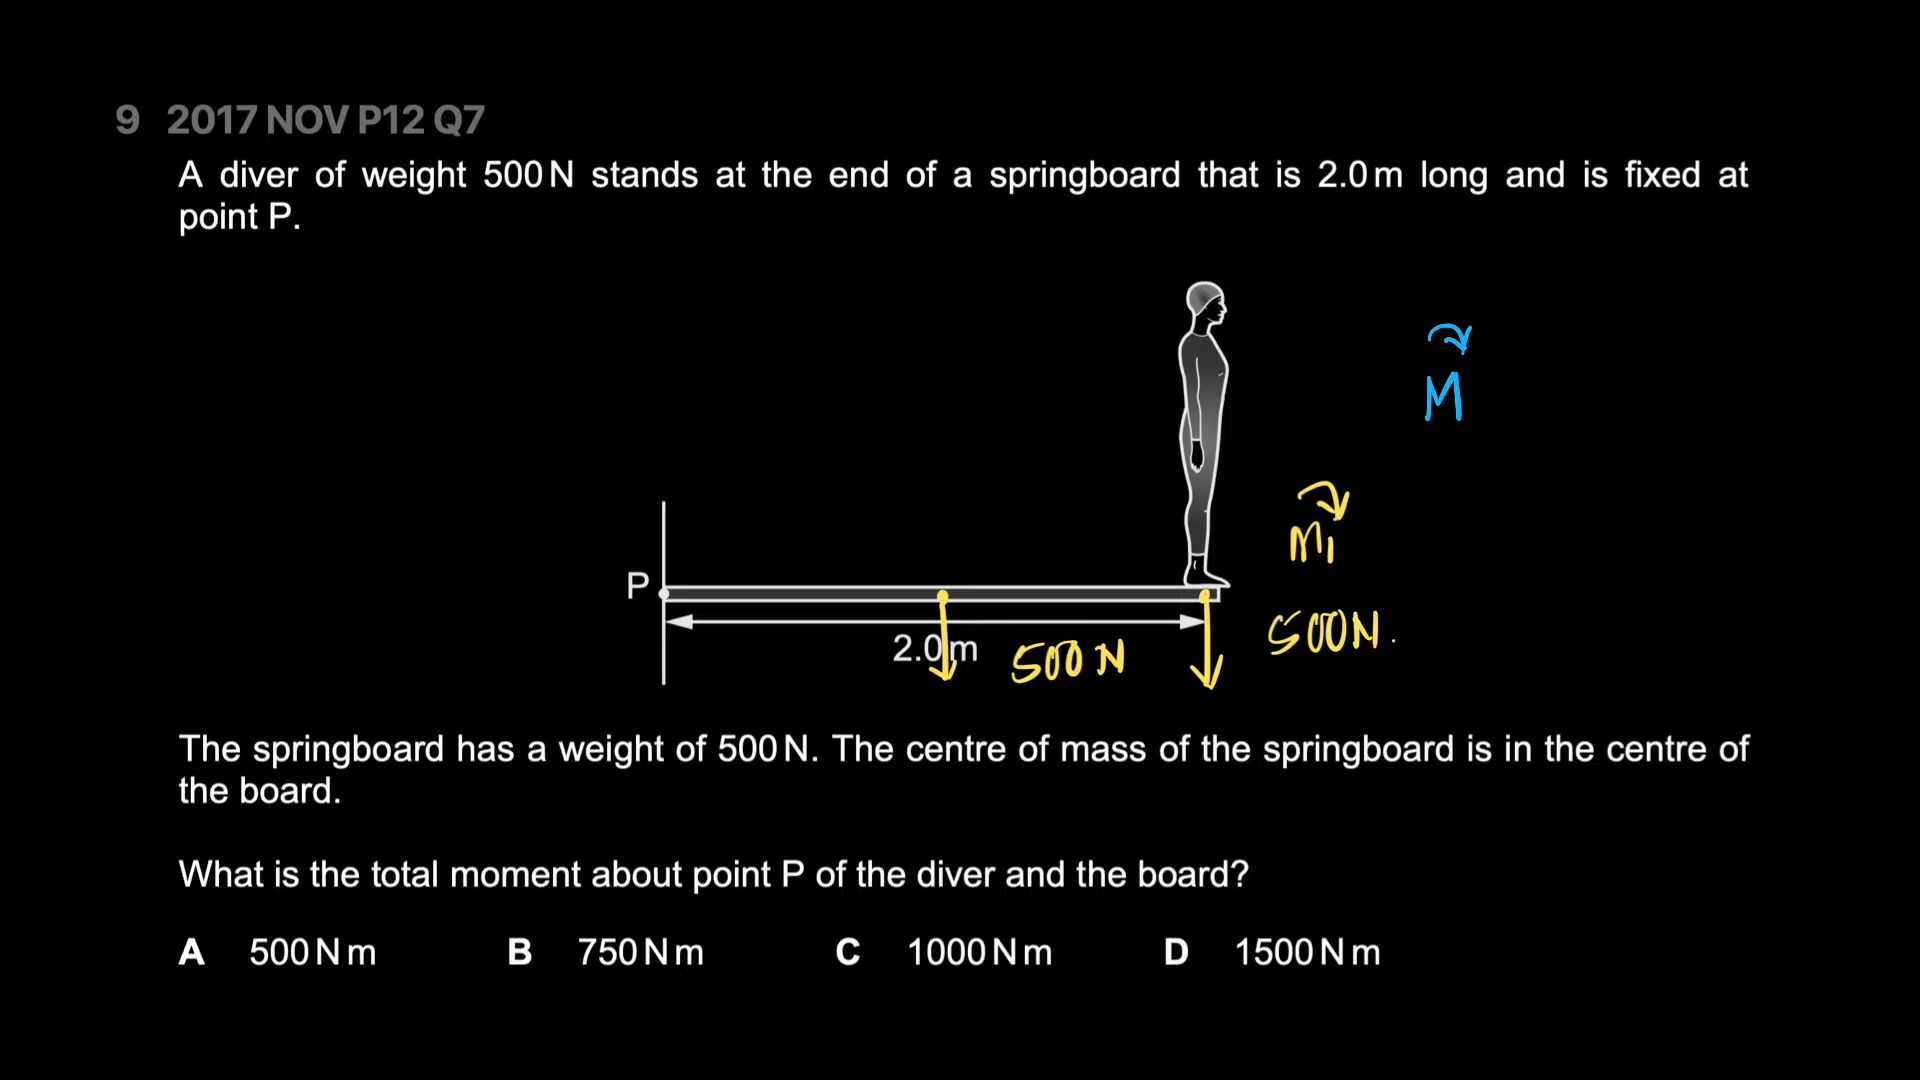 9 2017 NOV P12 Q7
A diver of weight 500 N stands at the end of a springboard that is 2.0 m long and is fixed at
point P.
M
M1
P
500N.
2.0 m
500 N
The springboard has a weight of 500 N. The centre of mass of the springboard is in the centre of
the board.
What is the total moment about point P of the diver and the board?
A 500 N m B 750 N m C 1000 N m D 1500 N m